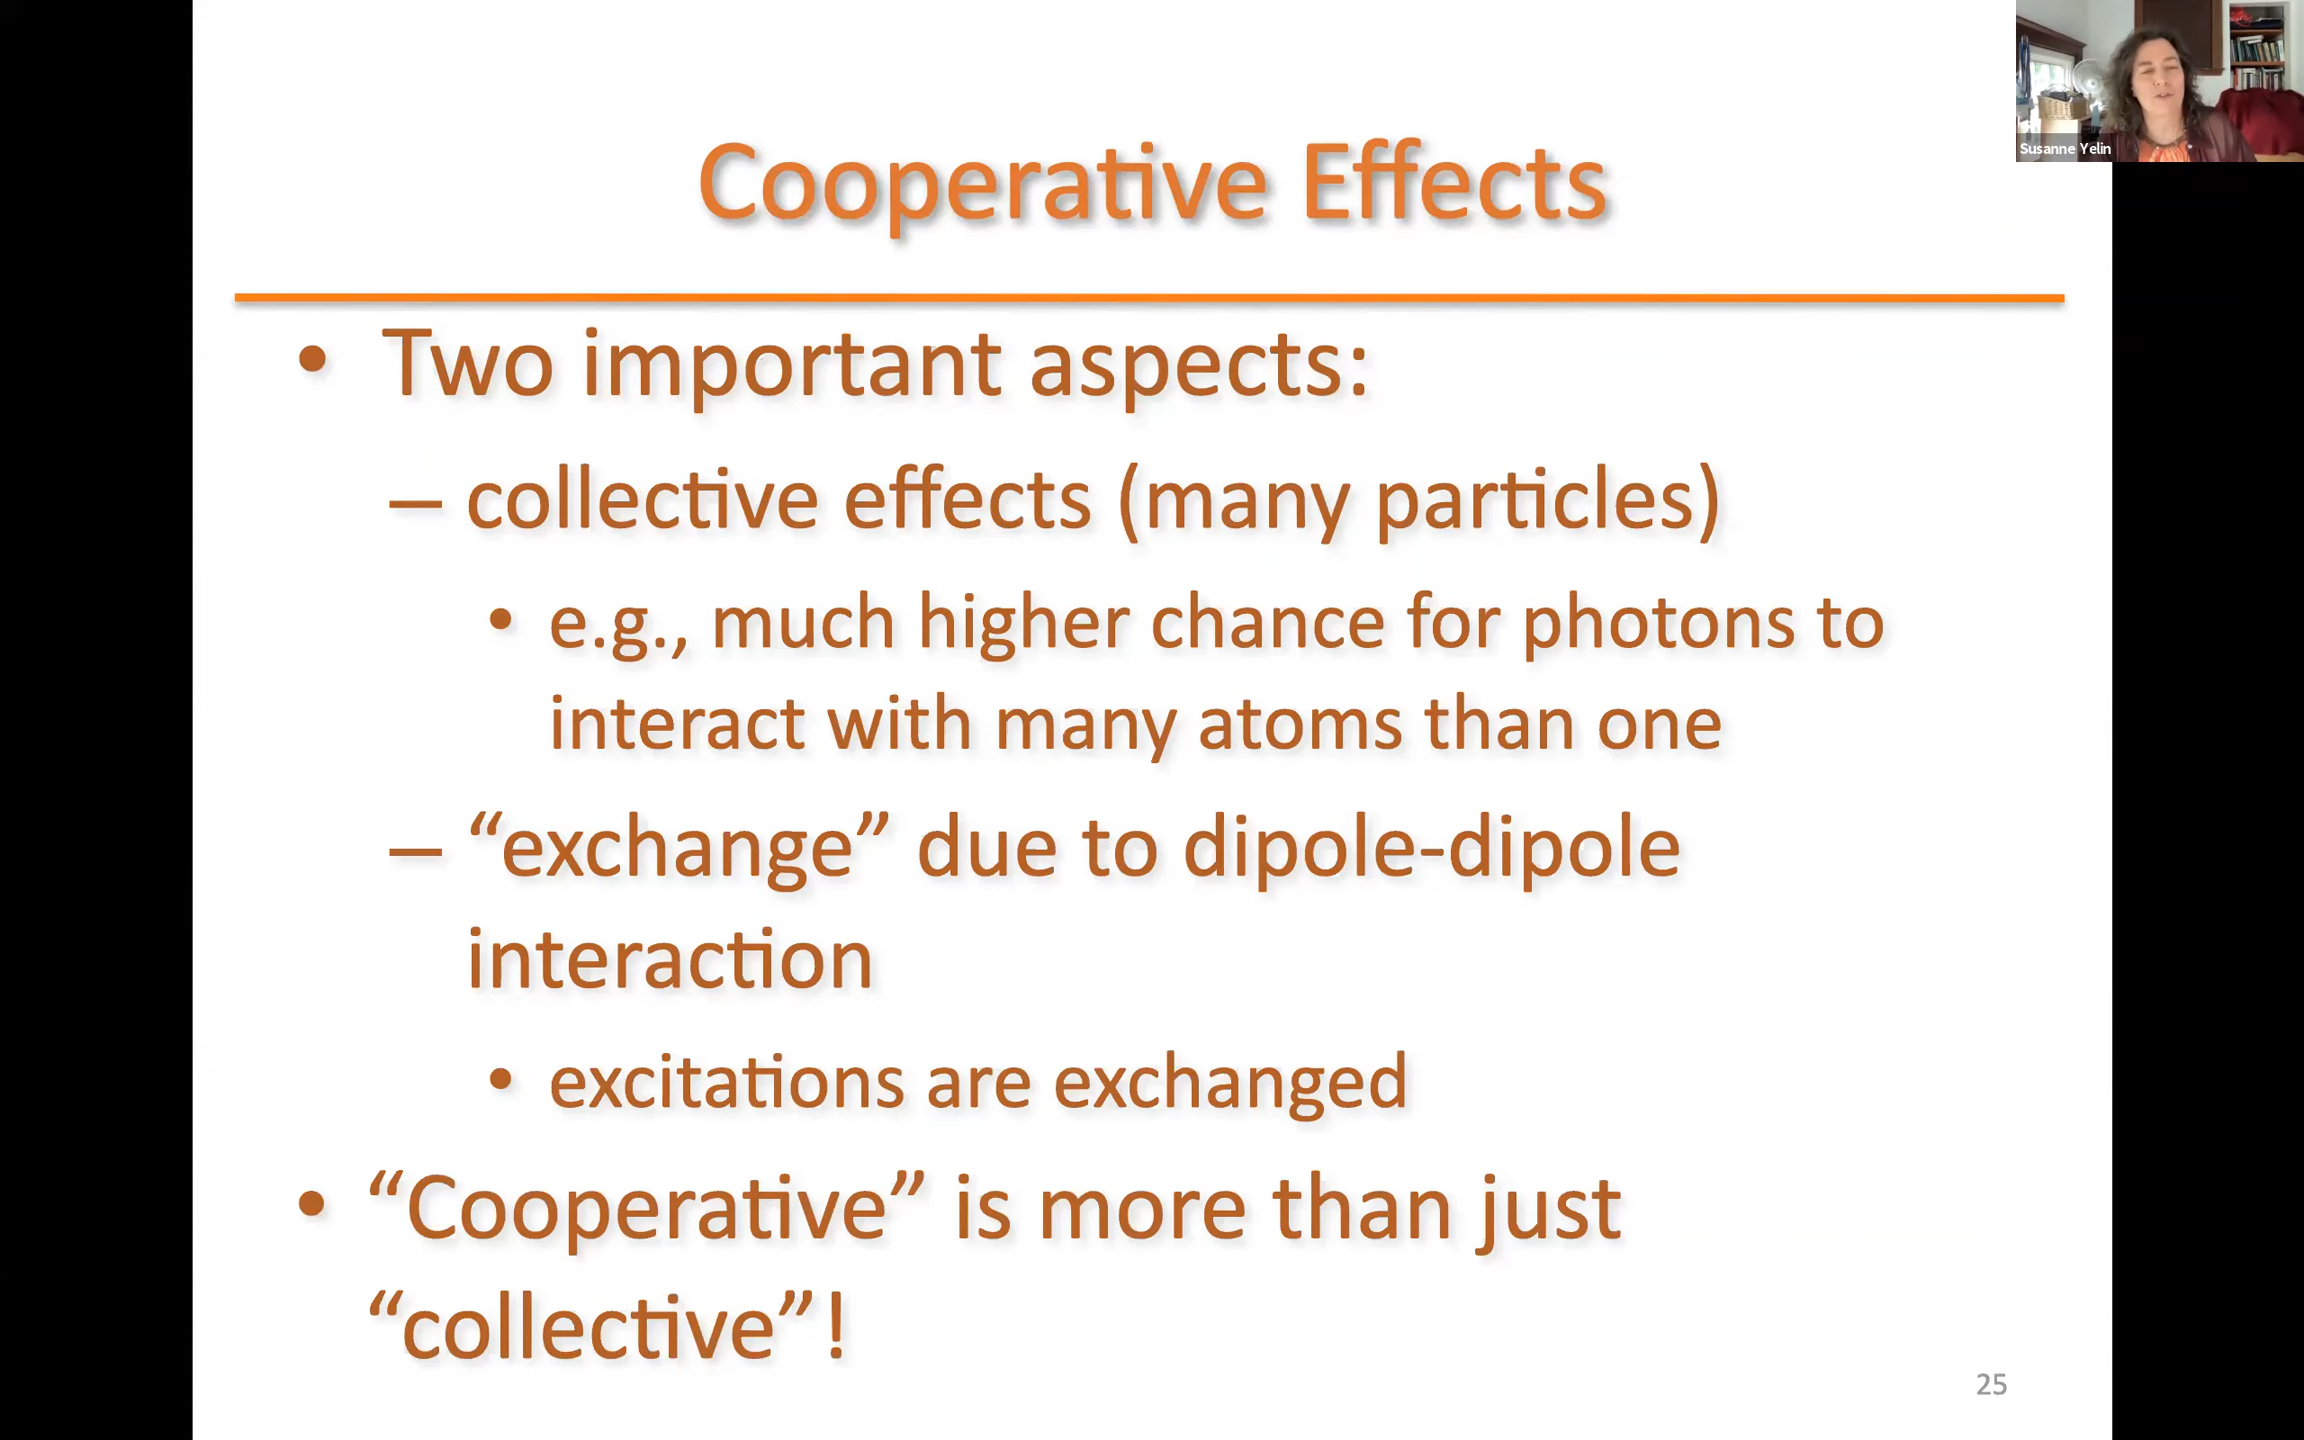 Susanne Yelin
Cooperative Effects
• Two important aspects:
– collective effects (many particles)
• e.g., much higher chance for photons to
interact with many atoms than one
– “exchange” due to dipole-dipole
interaction
• excitations are exchanged
• “Cooperative” is more than just
“collective”!
25